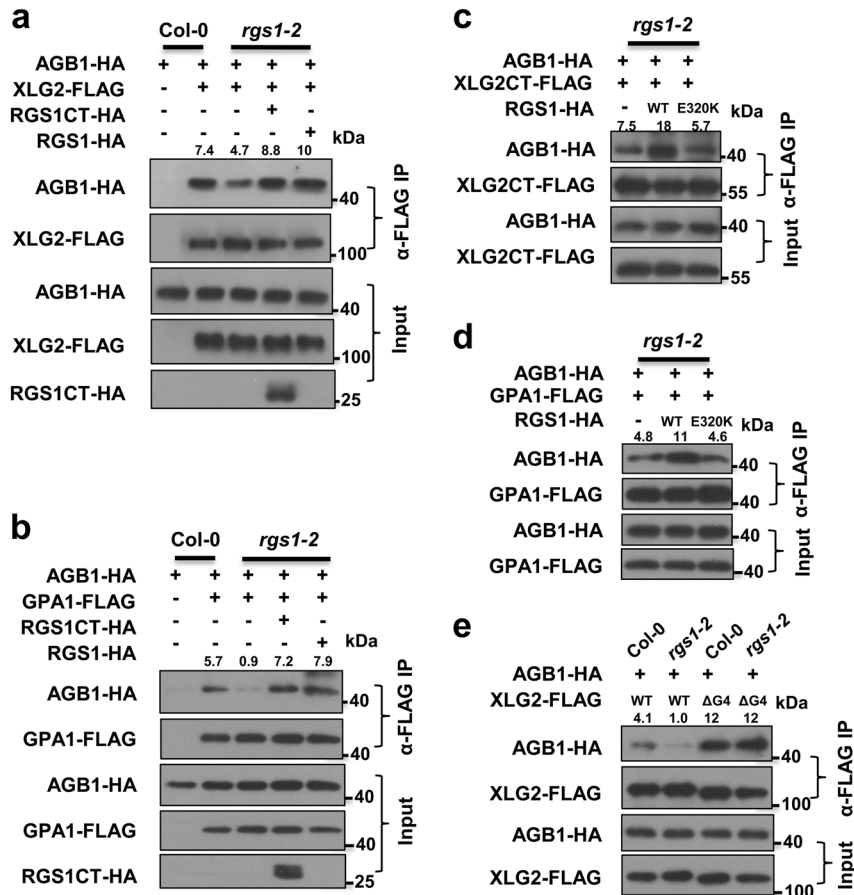 a
Col-0 rgs1-2
AGB1-HA + + + + +
XLG2-FLAG - + + + +
RGS1CT-HA - - - + -
RGS1-HA - - - - + kDa
7.4 4.7 8.8 10
AGB1-HA 40
XLG2-FLAG 100
α-FLAG IP
AGB1-HA 40
XLG2-FLAG 100
RGS1CT-HA 25
Input
b
Col-0 rgs1-2
AGB1-HA + + + + +
GPA1-FLAG - + + + +
RGS1CT-HA - - - + -
RGS1-HA - - - - + kDa
5.7 0.9 7.2 7.9
AGB1-HA 40
GPA1-FLAG 40
α-FLAG IP
AGB1-HA 40
GPA1-FLAG 40
RGS1CT-HA 25
Input
c
rgs1-2
AGB1-HA + + +
XLG2CT-FLAG + + +
RGS1-HA - WT E320K kDa
7.5 18 5.7
AGB1-HA 40
XLG2CT-FLAG 55
α-FLAG IP
AGB1-HA 40
XLG2CT-FLAG 55
Input
d
rgs1-2
AGB1-HA + + +
GPA1-FLAG + + +
RGS1-HA - WT E320K kDa
4.8 11 4.6
AGB1-HA 40
GPA1-FLAG 40
α-FLAG IP
AGB1-HA 40
GPA1-FLAG 40
Input
e
Col-0 rgs1-2 Col-0 rgs1-2
AGB1-HA + + + +
XLG2-FLAG WT WT ΔG4 ΔG4 kDa
4.1 1.0 12 12
AGB1-HA 40
XLG2-FLAG 100
α-FLAG IP
AGB1-HA 40
XLG2-FLAG 100
Input